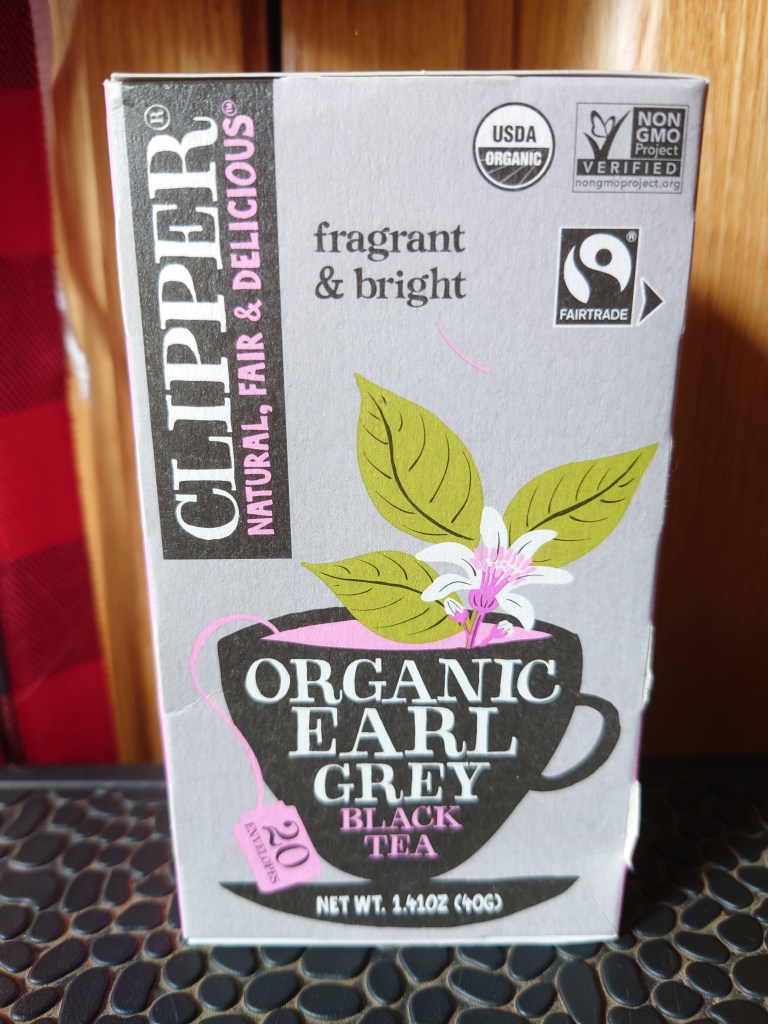 CLIPPER®
NATURAL, FAIR & DELICIOUS™
USDA
ORGANIC
NON
GMO
Project
VERIFIED
nongmoproject.org
fragrant
& bright
®
FAIRTRADE
ORGANIC
EARL
GREY
BLACK
TEA
20
ENVELOPES
NET WT. 1.41OZ (40G)